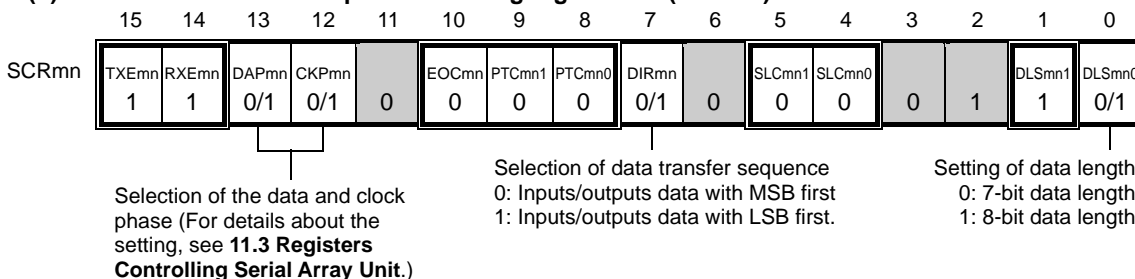 15 14 13 12 11 10 9 8 7 6 5 4 3 2 1 0
SCRmn
TXEmn RXEmn DAPmn CKPmn EOCmn PTCmn1 PTCmn0 DIRmn SLCmn1 SLCmn0 DLSmn1 DLSmn0
1 1 0/1 0/1 0 0 0 0 0/1 0 0 0 0 1 1 0/1
Selection of the data and clock
phase (For details about the
setting, see 11.3 Registers
Controlling Serial Array Unit.)
Selection of data transfer sequence
0: Inputs/outputs data with MSB first
1: Inputs/outputs data with LSB first.
Setting of data length
0: 7-bit data length
1: 8-bit data length